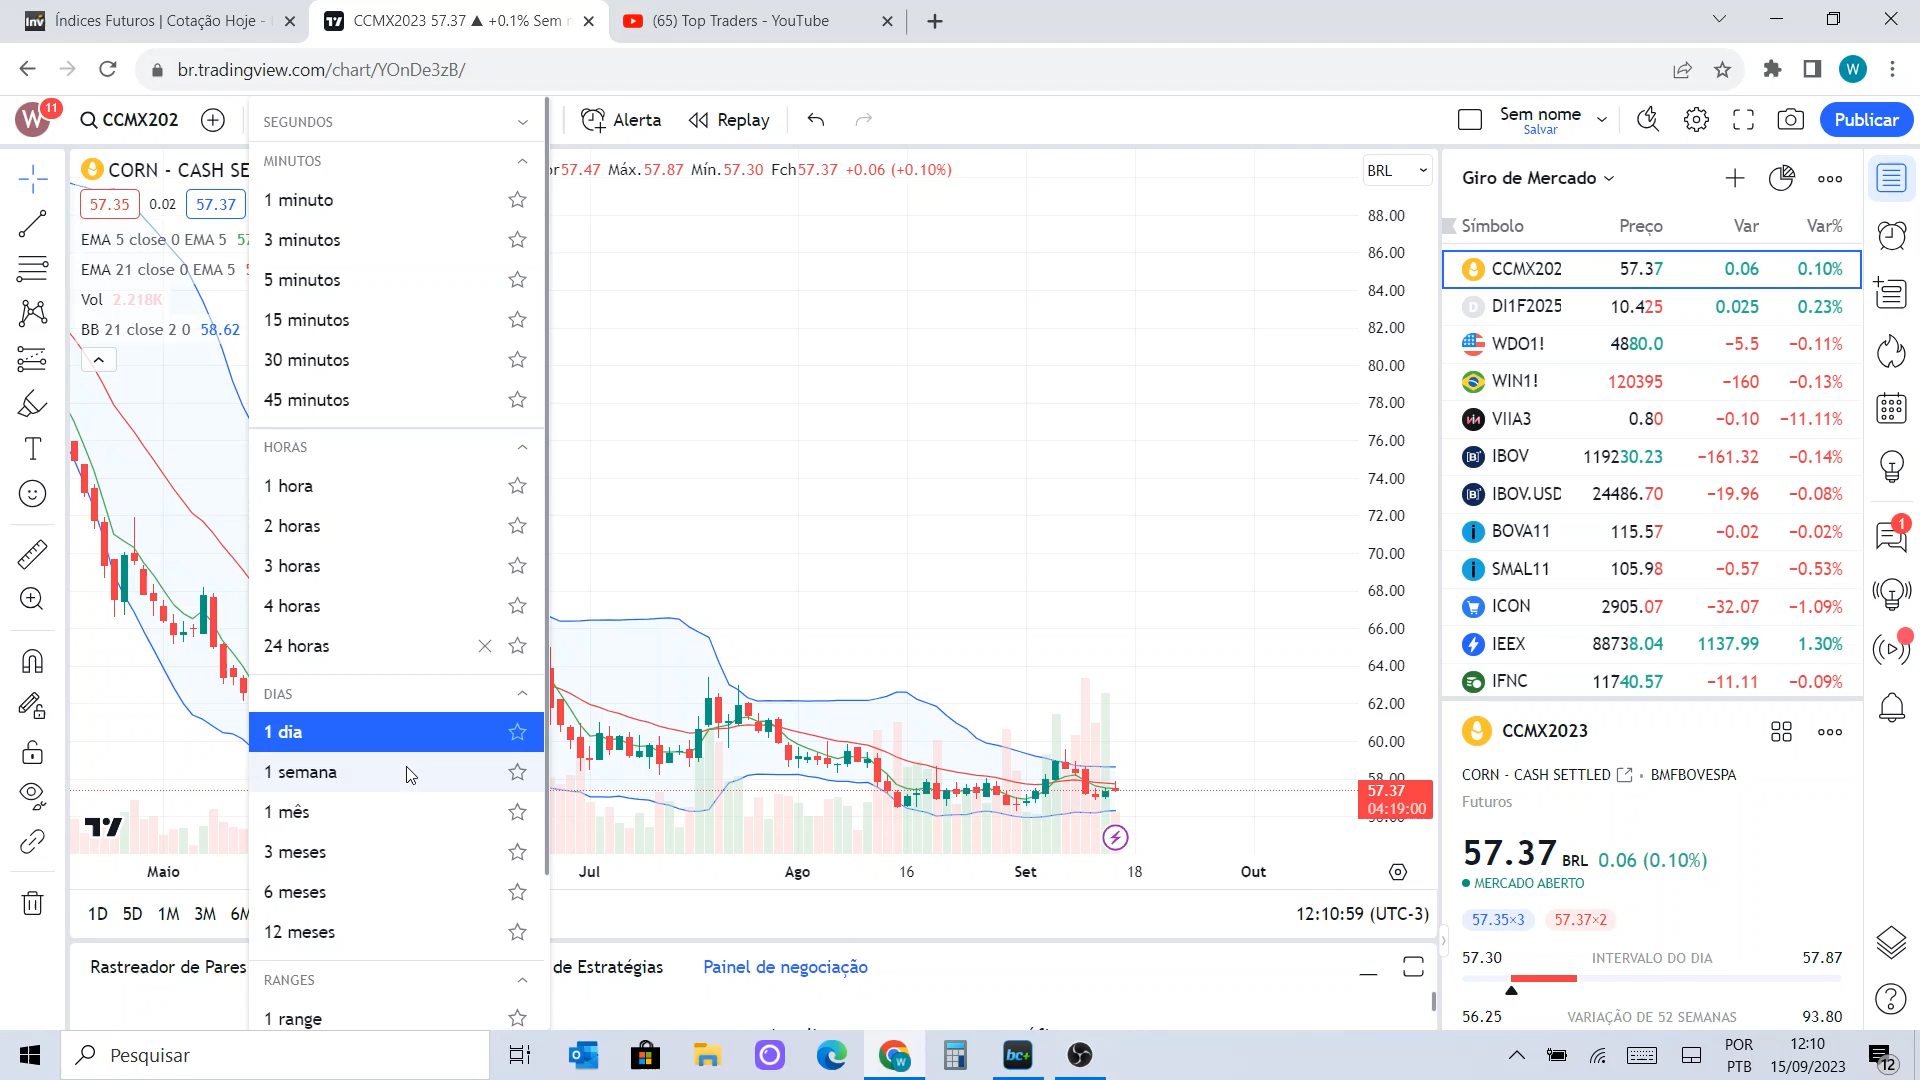 Índices Futuros | Cotação Hoje -
CCMX2023 57.37 ▲ +0.1% Sem
(65) Top Traders - YouTube
br.tradingview.com/chart/YOnDe3zB/
W
W
11
CCMX202
Alerta
Replay
Sem nome
Salvar
Publicar
CORN - CASH SE
57.35
0.02
57.37
EMA 5 close 0 EMA 5
EMA 21 close 0 EMA 5
Vol 2.218K
BB 21 close 2 0 58.62
57.47 Máx.57.87 Mín.57.30 Fch57.37 +0.06 (+0.10%)
BRL
SEGUNDOS
MINUTOS
1 minuto
3 minutos
5 minutos
15 minutos
30 minutos
45 minutos
HORAS
1 hora
2 horas
3 horas
4 horas
24 horas
DIAS
1 dia
1 semana
1 mês
3 meses
6 meses
12 meses
RANGES
1 range
88.00
86.00
84.00
82.00
80.00
78.00
76.00
74.00
72.00
70.00
68.00
66.00
64.00
62.00
60.00
58.00
57.37
04:19:00
Maio
Jul
Ago
16
Set
18
Out
1D 5D 1M 3M 6M
12:10:59 (UTC-3)
Rastreador de Pares
de Estratégias
Painel de negociação
Giro de Mercado
Símbolo Preço Var Var%
CCMX202 57.37 0.06 0.10%
DI1F2025 10.425 0.025 0.23%
WDO1! 4880.0 −5.5 −0.11%
WIN1! 120395 −160 −0.13%
VIIA3 0.80 −0.10 −11.11%
IBOV 119230.23 −161.32 −0.14%
IBOV.USD 24486.70 −19.96 −0.08%
BOVA11 115.57 −0.02 −0.02%
SMAL11 105.98 −0.57 −0.53%
ICON 2905.07 −32.07 −1.09%
IEEX 88738.04 1137.99 1.30%
IFNC 11740.57 −11.11 −0.09%
CCMX2023
CORN - CASH SETTLED • BMFBOVESPA
Futuros
57.37 BRL 0.06 (0.10%)
MERCADO ABERTO
57.35×3
57.37×2
57.30 INTERVALO DO DIA 57.87
56.25 VARIAÇÃO DE 52 SEMANAS 93.80
1
Pesquisar
bc+
POR
PTB
12:10
15/09/2023
12